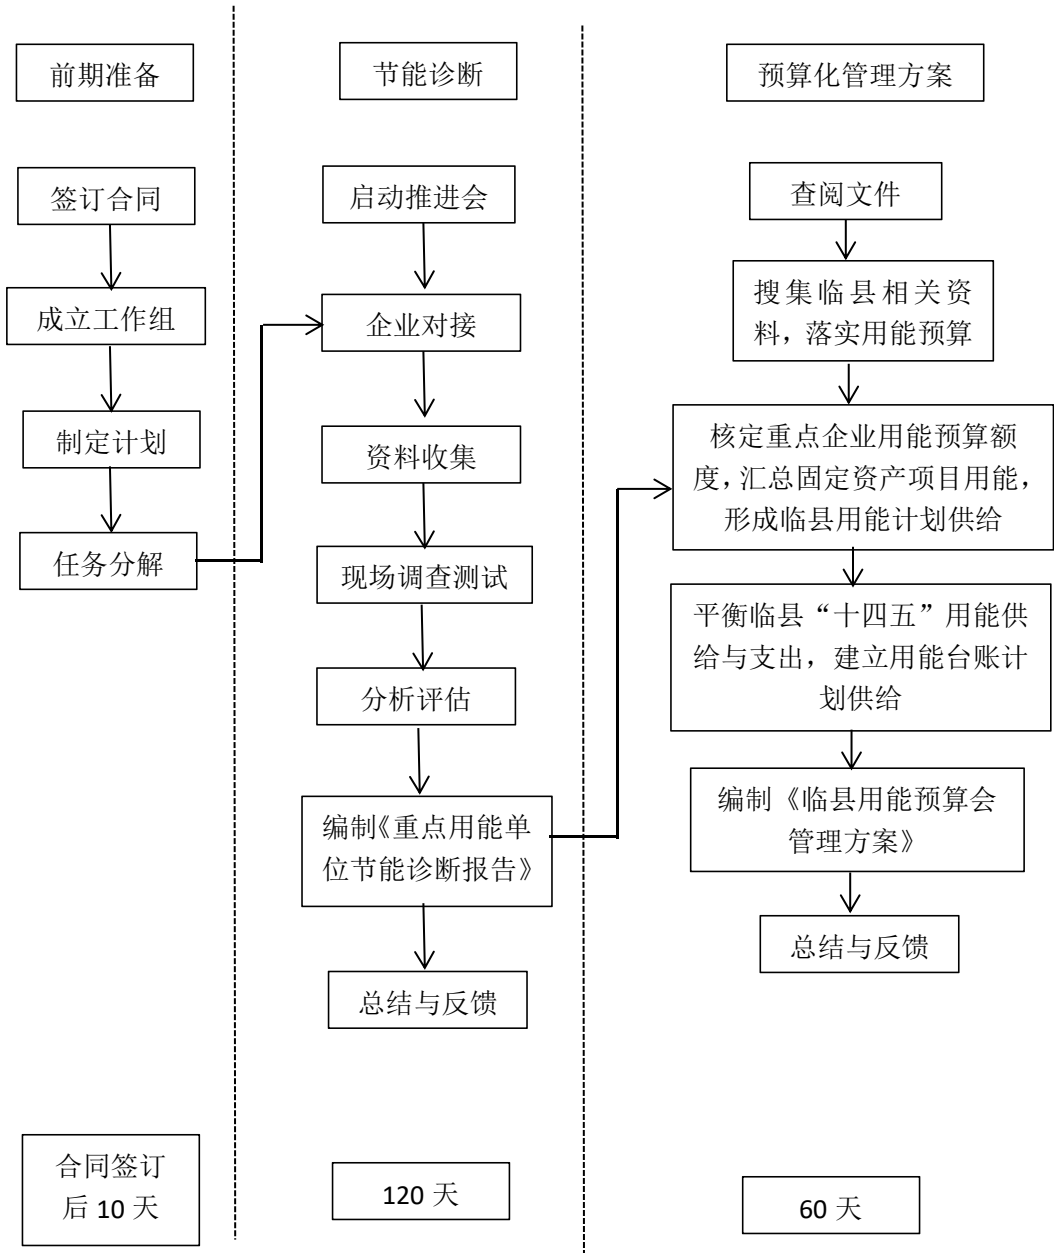 前期准备
签订合同
成立工作组
制定计划
任务分解
合同签订
后 10 天
节能诊断
启动推进会
企业对接
资料收集
现场调查测试
分析评估
编制《重点用能单
位节能诊断报告》
总结与反馈
120 天
预算化管理方案
查阅文件
搜集临县相关资
料，落实用能预算
核定重点企业用能预算额
度，汇总固定资产项目用能，
形成临县用能计划供给
平衡临县“十四五”用能供
给与支出，建立用能台账计
划供给
编制《临县用能预算会
管理方案》
总结与反馈
60 天